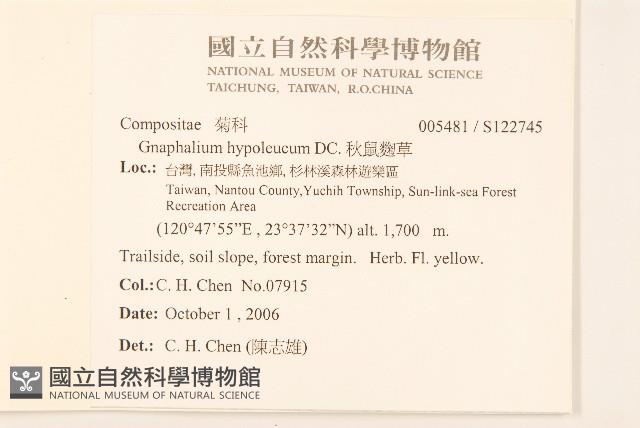 國立自然科學博物館
NATIONAL MUSEUM OF NATURAL SCIENCE
TAICHUNG, TAIWAN, R.O.CHINA
Compositae 菊科 005481 / S122745
Gnaphalium hypoleucum DC. 秋鼠麴草
Loc.: 台灣, 南投縣魚池鄉, 杉林溪森林遊樂區
Taiwan, Nantou County,Yuchih Township, Sun-link-sea Forest
Recreation Area
(120°47’55”E , 23°37’32”N) alt. 1,700 m.
Trailside, soil slope, forest margin. Herb. Fl. yellow.
Col.: C. H. Chen No.07915
Date: October 1 , 2006
Det.: C. H. Chen (陳志雄)
國立自然科學博物館
NATIONAL MUSEUM OF NATURAL SCIENCE